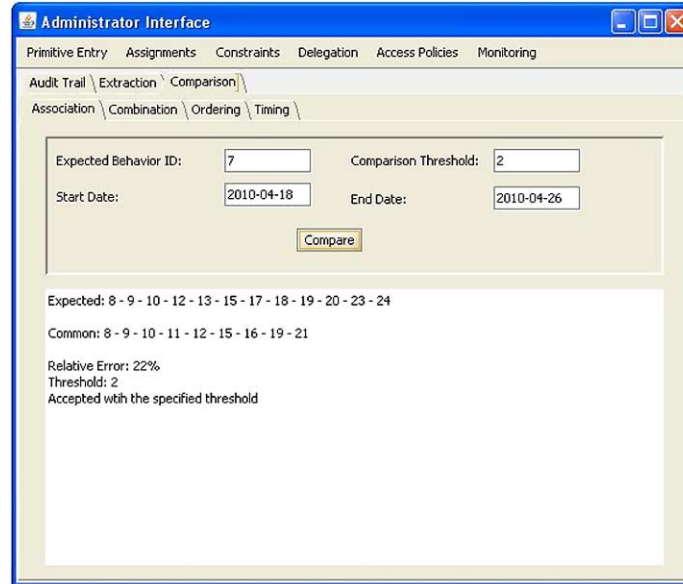 Administrator Interface
Primitive Entry Assignments Constraints Delegation Access Policies Monitoring
Audit Trail Extraction Comparison
Association Combination Ordering Timing
Expected Behavior ID: 7 Comparison Threshold: 2
Start Date: 2010-04-18 End Date: 2010-04-26
Compare
Expected: 8 - 9 - 10 - 12 - 13 - 15 - 17 - 18 - 19 - 20 - 23 - 24
Common: 8 - 9 - 10 - 11 - 12 - 15 - 16 - 19 - 21
Relative Error: 22%
Threshold: 2
Accepted wtih the specified threshold